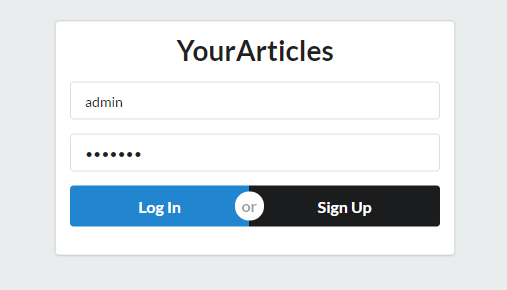 YourArticles
admin
•••••••
Log In or Sign Up